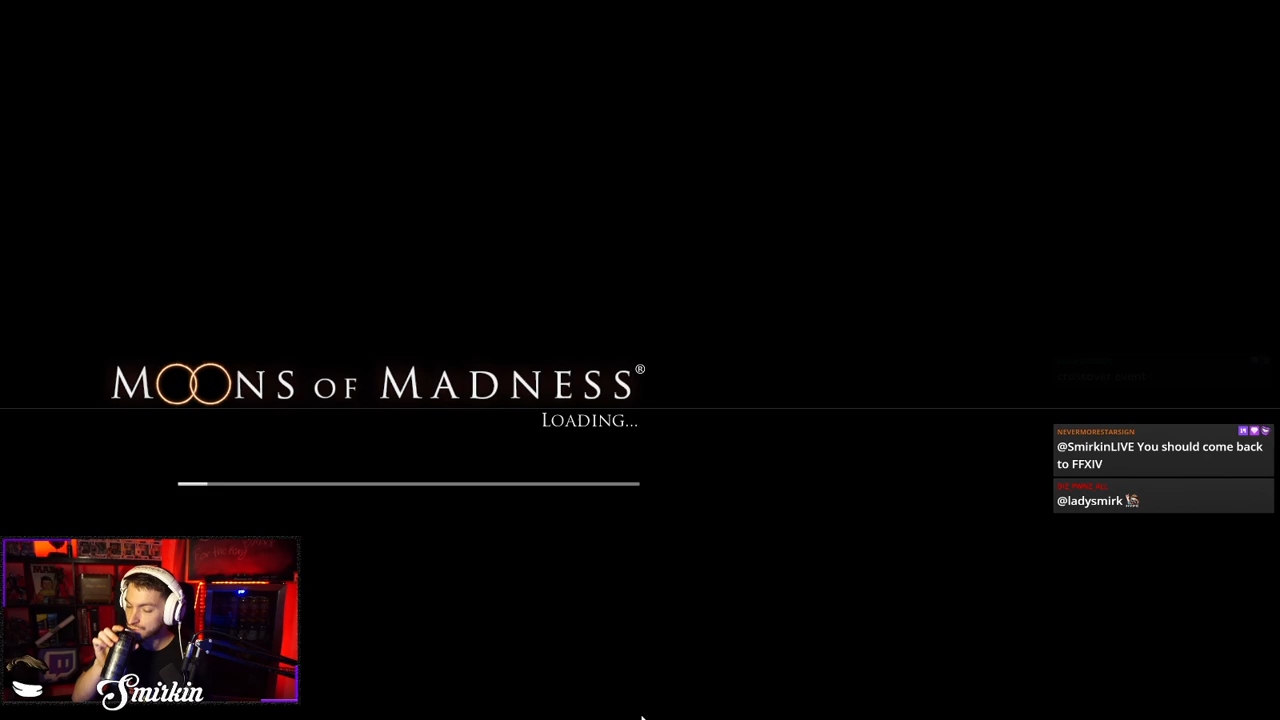 MOONS OF MADNESS®
LOADING...
NEVERMORESTARSIGN
@SmirkinLIVE You should come back
to FFXIV
@ladysmirk
Smirkin